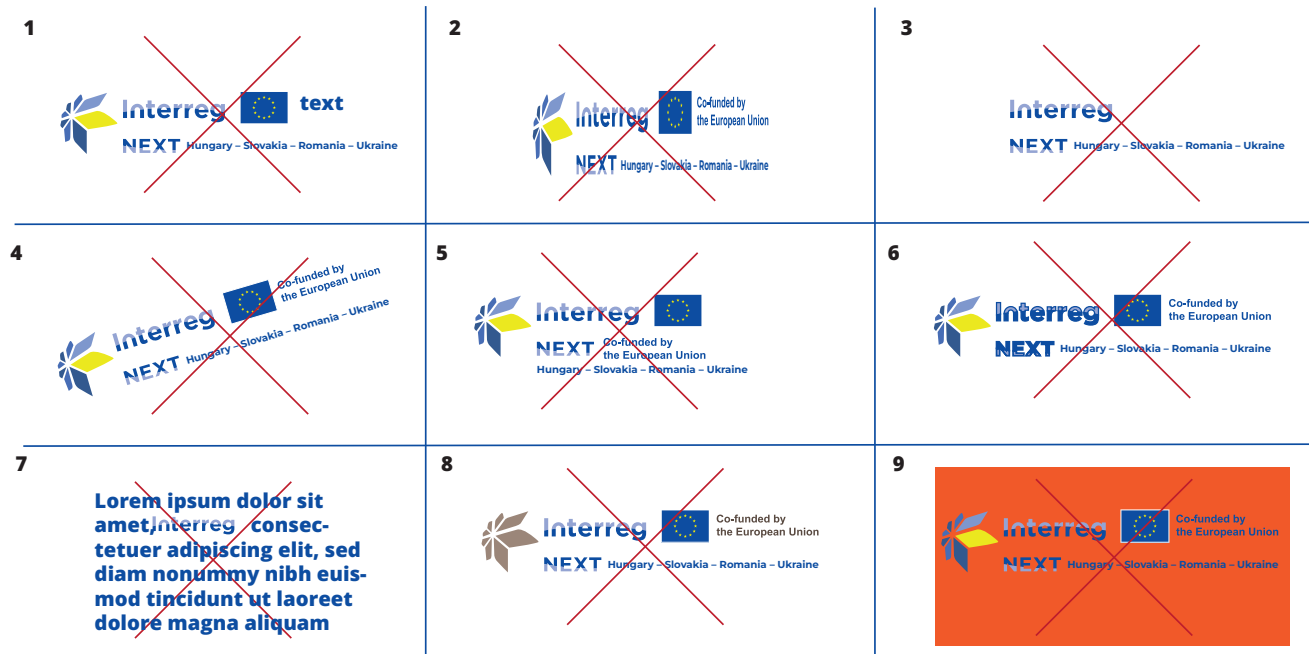 1
Interreg text
NEXT Hungary – Slovakia – Romania – Ukraine
2
Interreg Co-funded by
the European Union
NEXT Hungary – Slovakia – Romania – Ukraine
3
Interreg
NEXT Hungary – Slovakia – Romania – Ukraine
4
Interreg Co-funded by
the European Union
NEXT Hungary – Slovakia – Romania – Ukraine
5
Interreg
NEXT Co-funded by
the European Union
Hungary – Slovakia – Romania – Ukraine
6
Interreg Co-funded by
the European Union
NEXT Hungary – Slovakia – Romania – Ukraine
7
Lorem ipsum dolor sit
amet, Interreg consec-
tetuer adipiscing elit, sed
diam nonummy nibh euis-
mod tincidunt ut laoreet
dolore magna aliquam
8
Interreg Co-funded by
the European Union
NEXT Hungary – Slovakia – Romania – Ukraine
9
Interreg Co-funded by
the European Union
NEXT Hungary – Slovakia – Romania – Ukraine